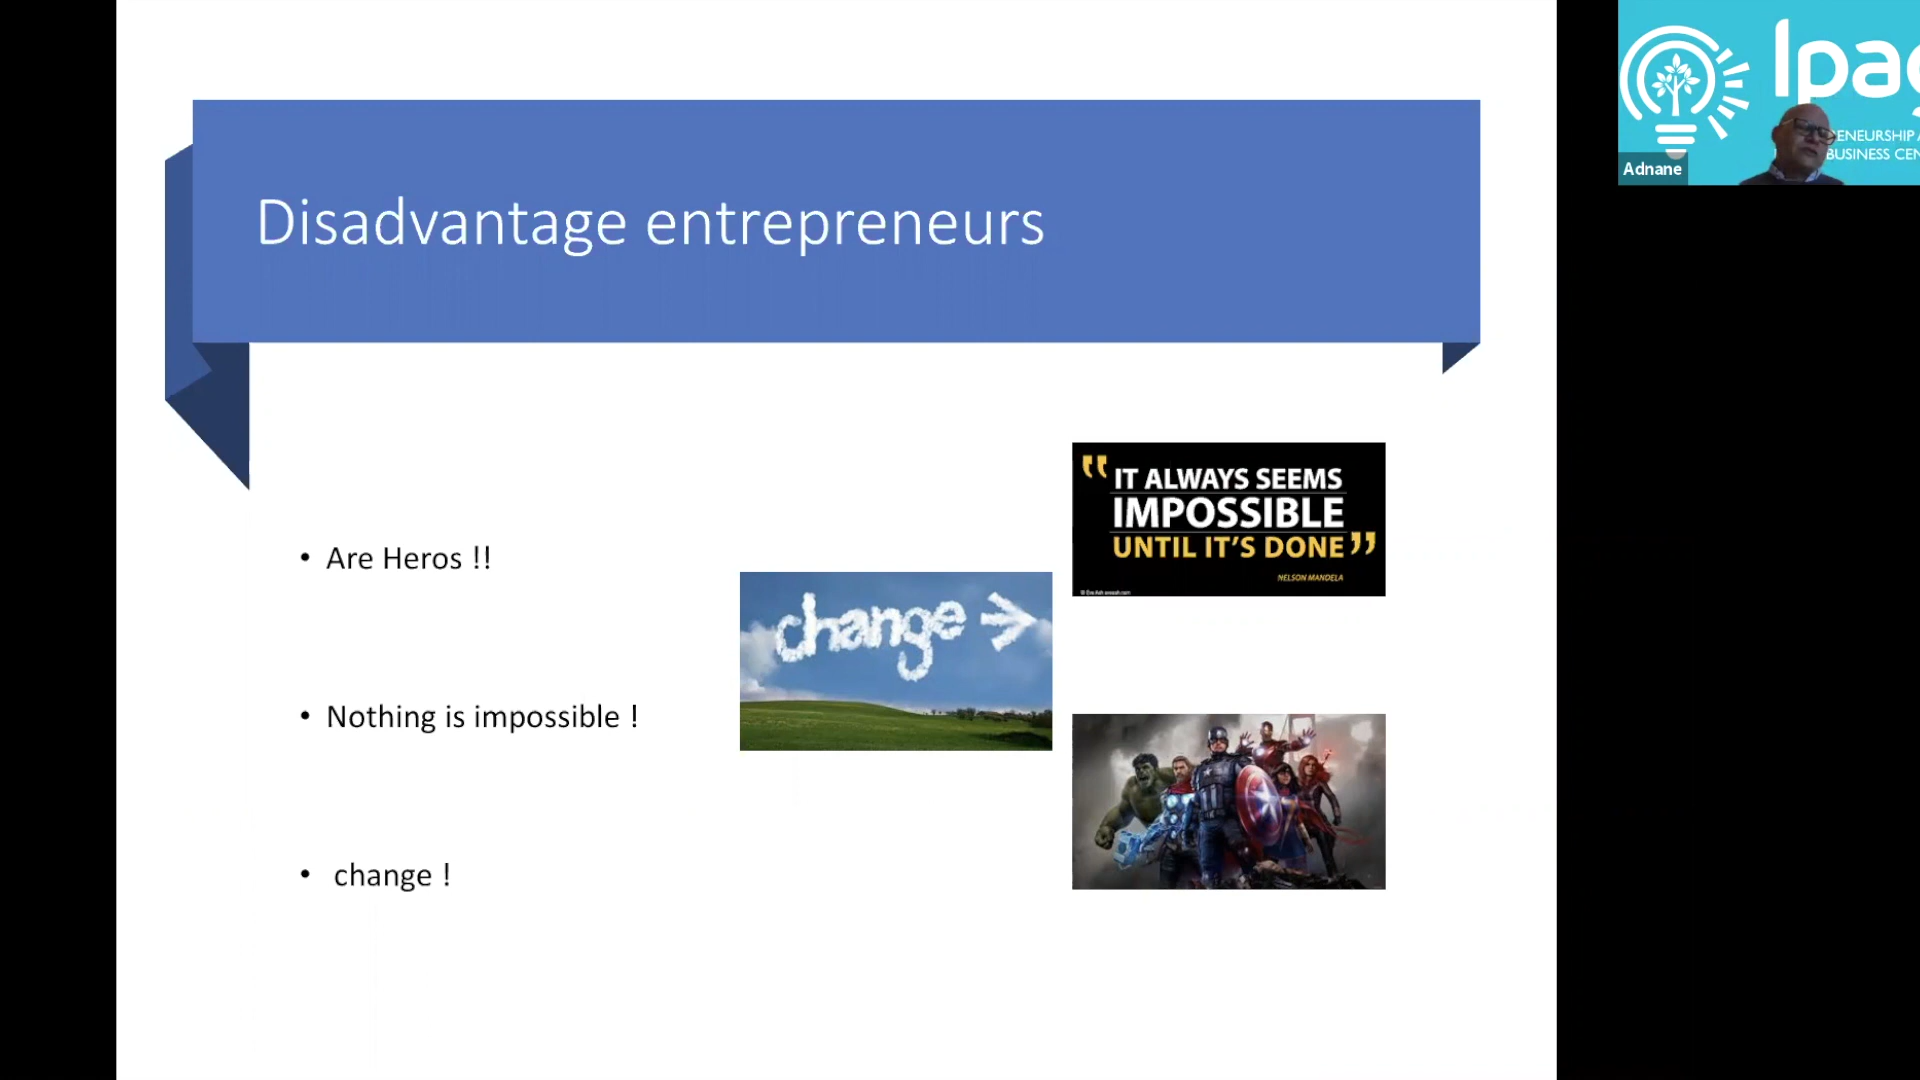 Disadvantage entrepreneurs
• Are Heros !!
• Nothing is impossible !
• change !
change
" IT ALWAYS SEEMS
IMPOSSIBLE
UNTIL IT'S DONE "
NELSON MANDELA
Ipag
ENEURSHIP A
BUSINESS CEN
Adnane